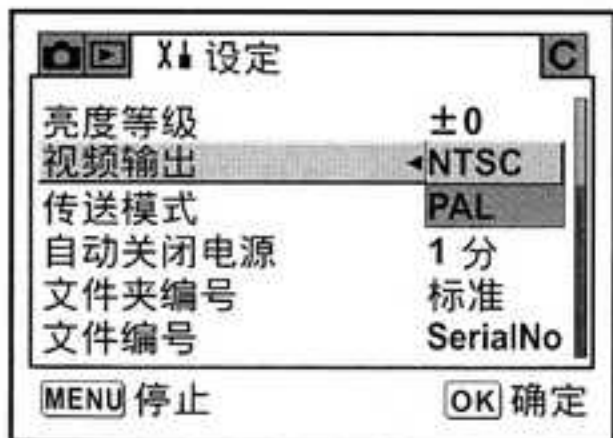 设定 C
亮度等级 ±0
视频输出 NTSC
传送模式 PAL
自动关闭电源 1 分
文件夹编号 标准
文件编号 SerialNo
MENU 停止 OK 确定